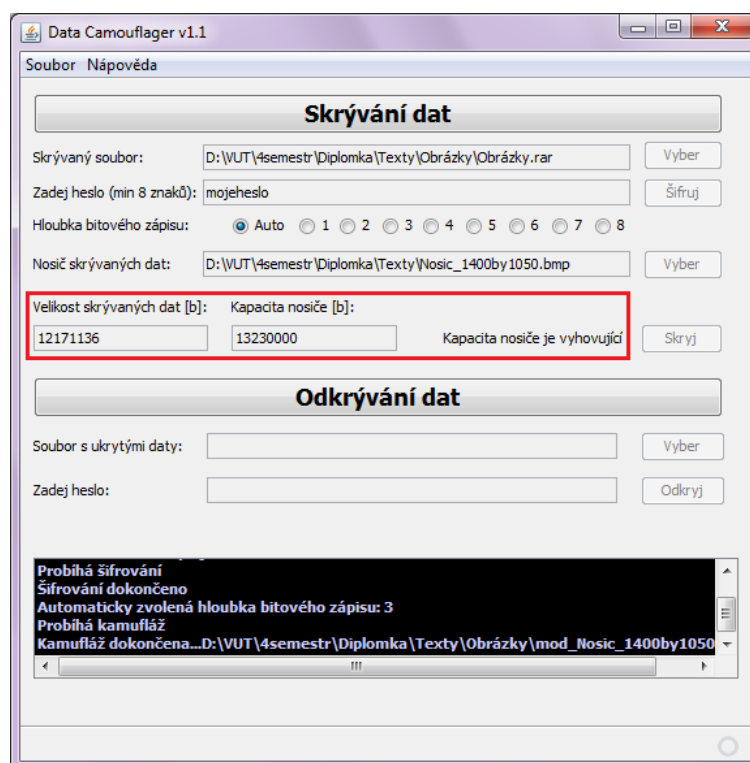 Data Camouflager v1.1
Soubor Nápověda
Skrývání dat
Skrývaný soubor: D:\VUT\4semestr\Diplomka\Texty\Obrázky\Obrázky.rar Vyber
Zadej heslo (min 8 znaků): mojeheslo Šifruj
Hloubka bitového zápisu: Auto 1 2 3 4 5 6 7 8
Nosič skrývaných dat: D:\VUT\4semestr\Diplomka\Texty\Nosic_1400by1050.bmp Vyber
Velikost skrývaných dat [b]: Kapacita nosiče [b]:
12171136 13230000 Kapacita nosiče je vyhovující Skryj
Odkrývání dat
Soubor s ukrytými daty: Vyber
Zadej heslo: Odkryj
Probíhá šifrování
Šifrování dokončeno
Automaticky zvolená hloubka bitového zápisu: 3
Probíhá kamufláž
Kamufláž dokončena...D:\VUT\4semestr\Diplomka\Texty\Obrázky\mod_Nosic_1400by1050